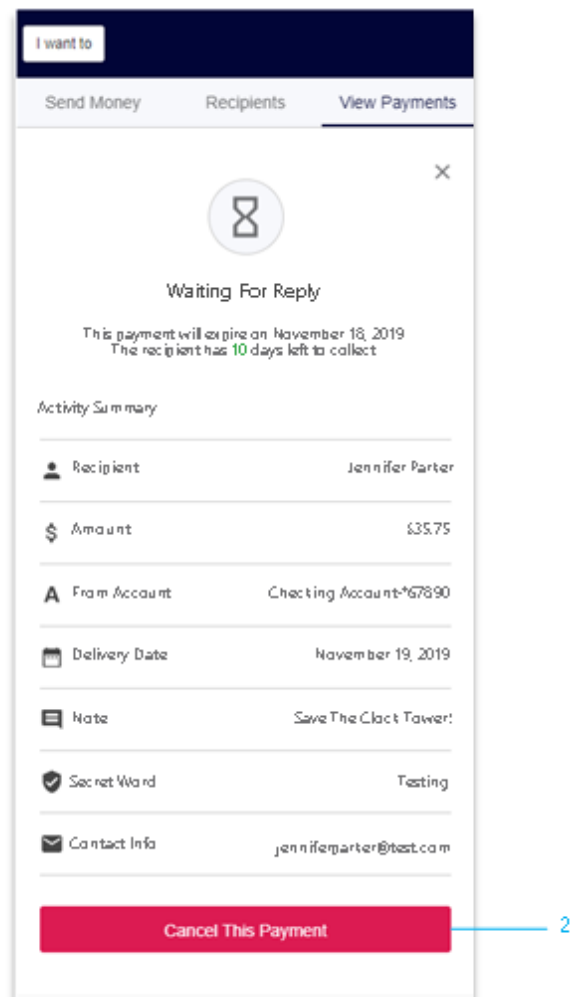 I want to
Send Money Recipients View Payments
Waiting For Reply
This payment will expire on November 18, 2019
The recipient has 10 days left to collect
Activity Summary
Recipient Jennifer Parker
Amount $35.75
From Account Checking Account-*67890
Delivery Date November 19, 2019
Note Save The Clock Tower!
Secret Word Testing
Contact Info jenniferparker@test.com
Cancel This Payment 2